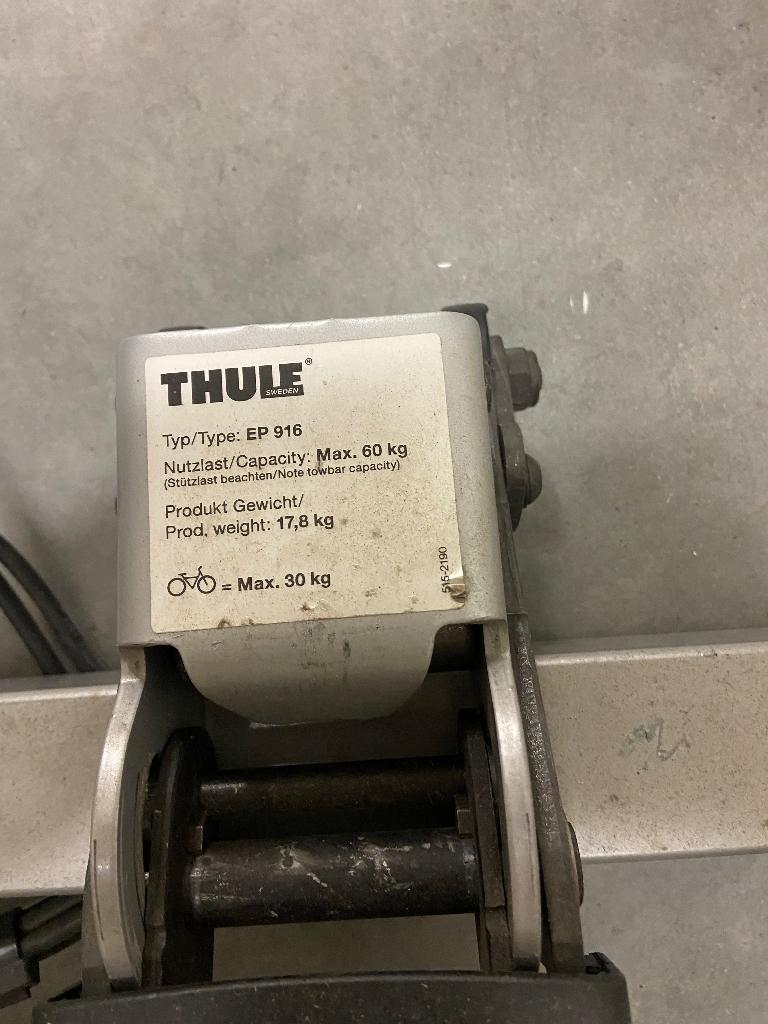 THULE®
SWEDEN
Typ/Type: EP 916
Nutzlast/Capacity: Max. 60 kg
(Stützlast beachten/Note towbar capacity)
Produkt Gewicht/
Prod. weight: 17,8 kg
= Max. 30 kg
515-2190